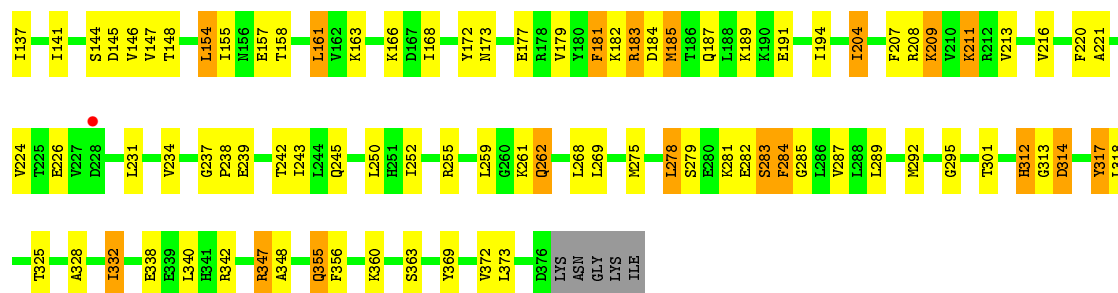 I137 I141 S144 D145 V146 V147 T148 L154 I155 N156 E157 T158 L161 V162 K163 K166 D167 I168 Y172 N173 E177 R178 V179 Y180 F181 K182 R183 D184 M185 T186 Q187 L188 K189 K190 E191 I194 I204 F207 R208 K209 V210 K211 R212 V213 V216 F220 A221
V224 T225 E226 V227 D228 L231 V234 G237 P238 E239 T242 I243 L244 Q245 L250 H251 I252 R255 L259 G260 K261 Q262 L268 L269 M275 L278 S279 E280 K281 E282 S283 F284 G285 L286 V287 L288 L289 M292 G295 T301 H312 G313 D314 Y317 L318
T325 A328 I332 E338 E339 L340 H341 R342 R347 A348 Q355 F356 K360 S363 Y369 V372 L373 D376 LYS ASN GLY LYS ILE